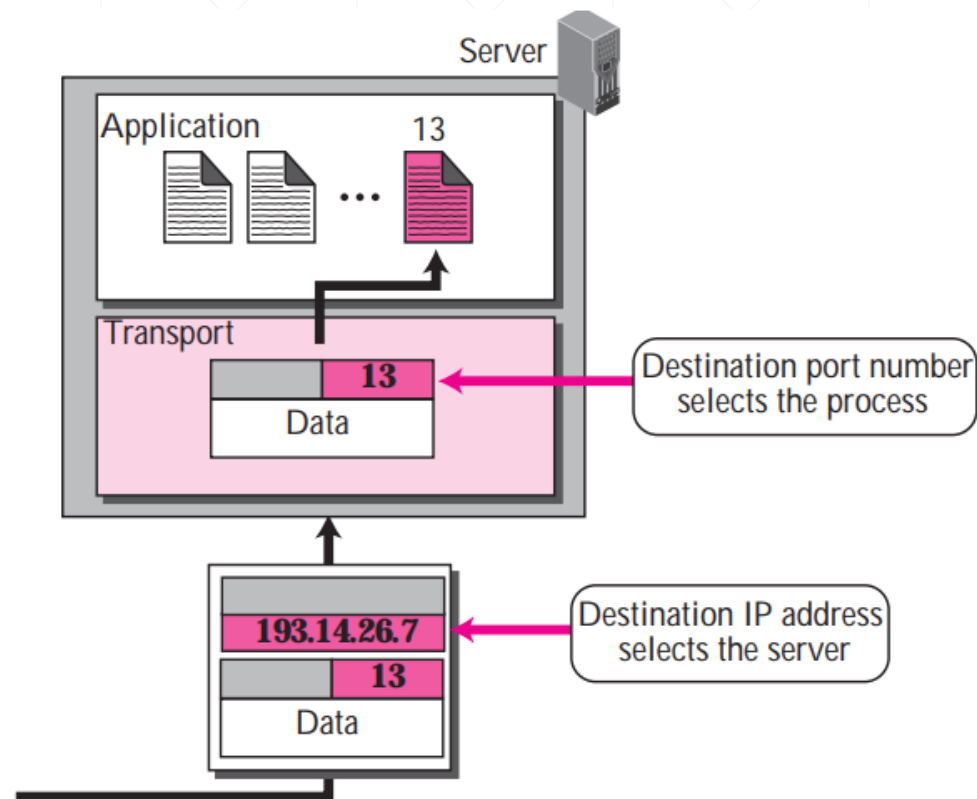 Server
Application
13
...
Transport
13
Data
Destination port number
selects the process
193.14.26.7
Destination IP address
selects the server
13
Data